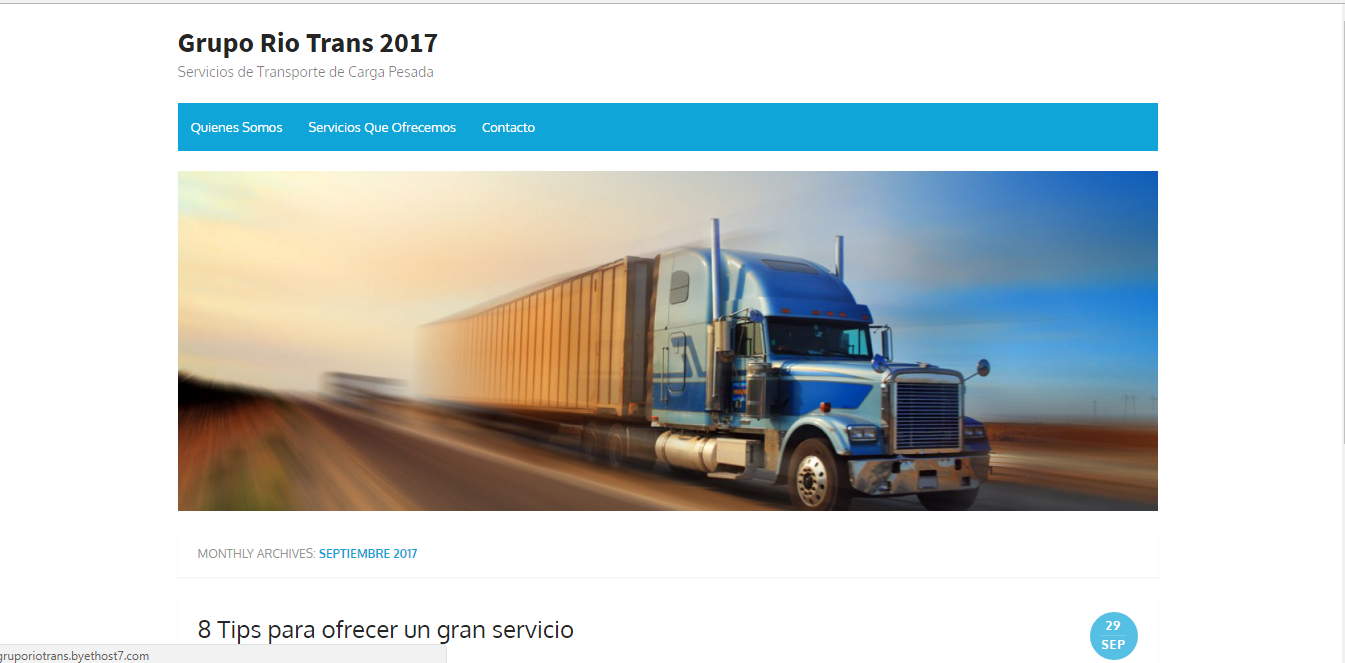 Grupo Rio Trans 2017
Servicios de Transporte de Carga Pesada
Quienes Somos Servicios Que Ofrecemos Contacto
MONTHLY ARCHIVES: SEPTIEMBRE 2017
8 Tips para ofrecer un gran servicio
29
SEP
gruporiotrans.byethost7.com